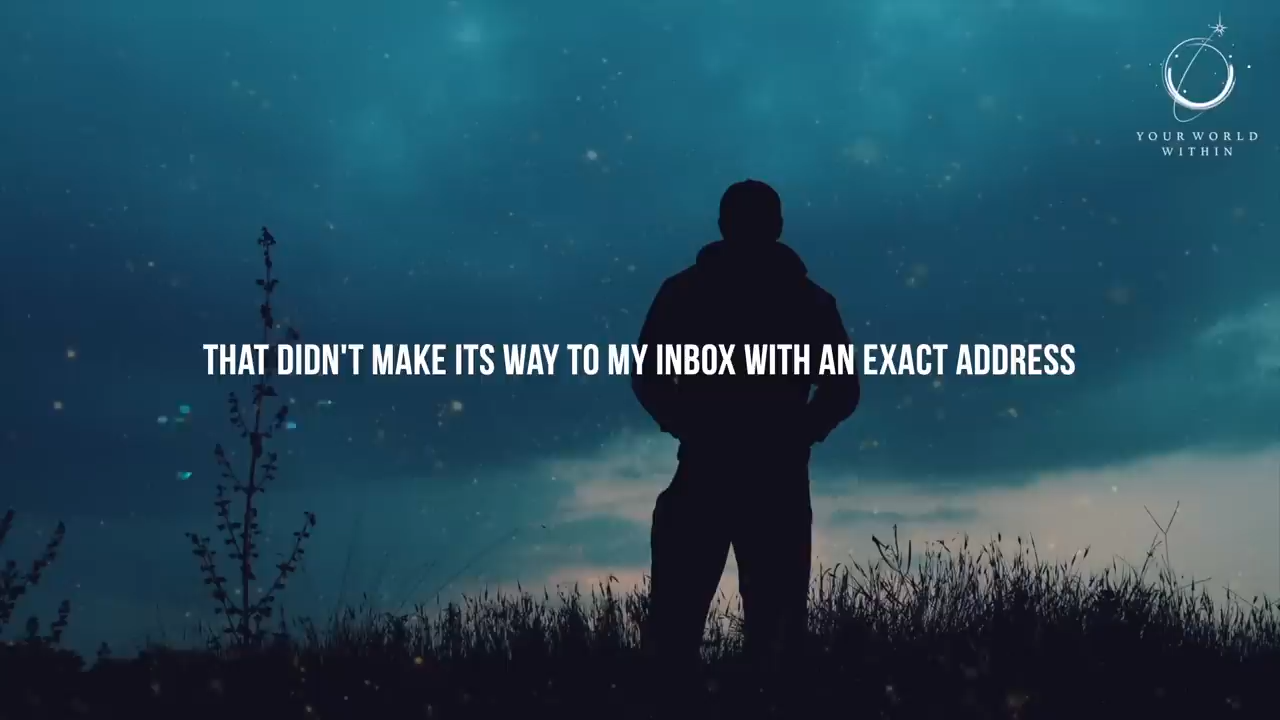 YOUR WORLD
WITHIN
THAT DIDN'T MAKE ITS WAY TO MY INBOX WITH AN EXACT ADDRESS